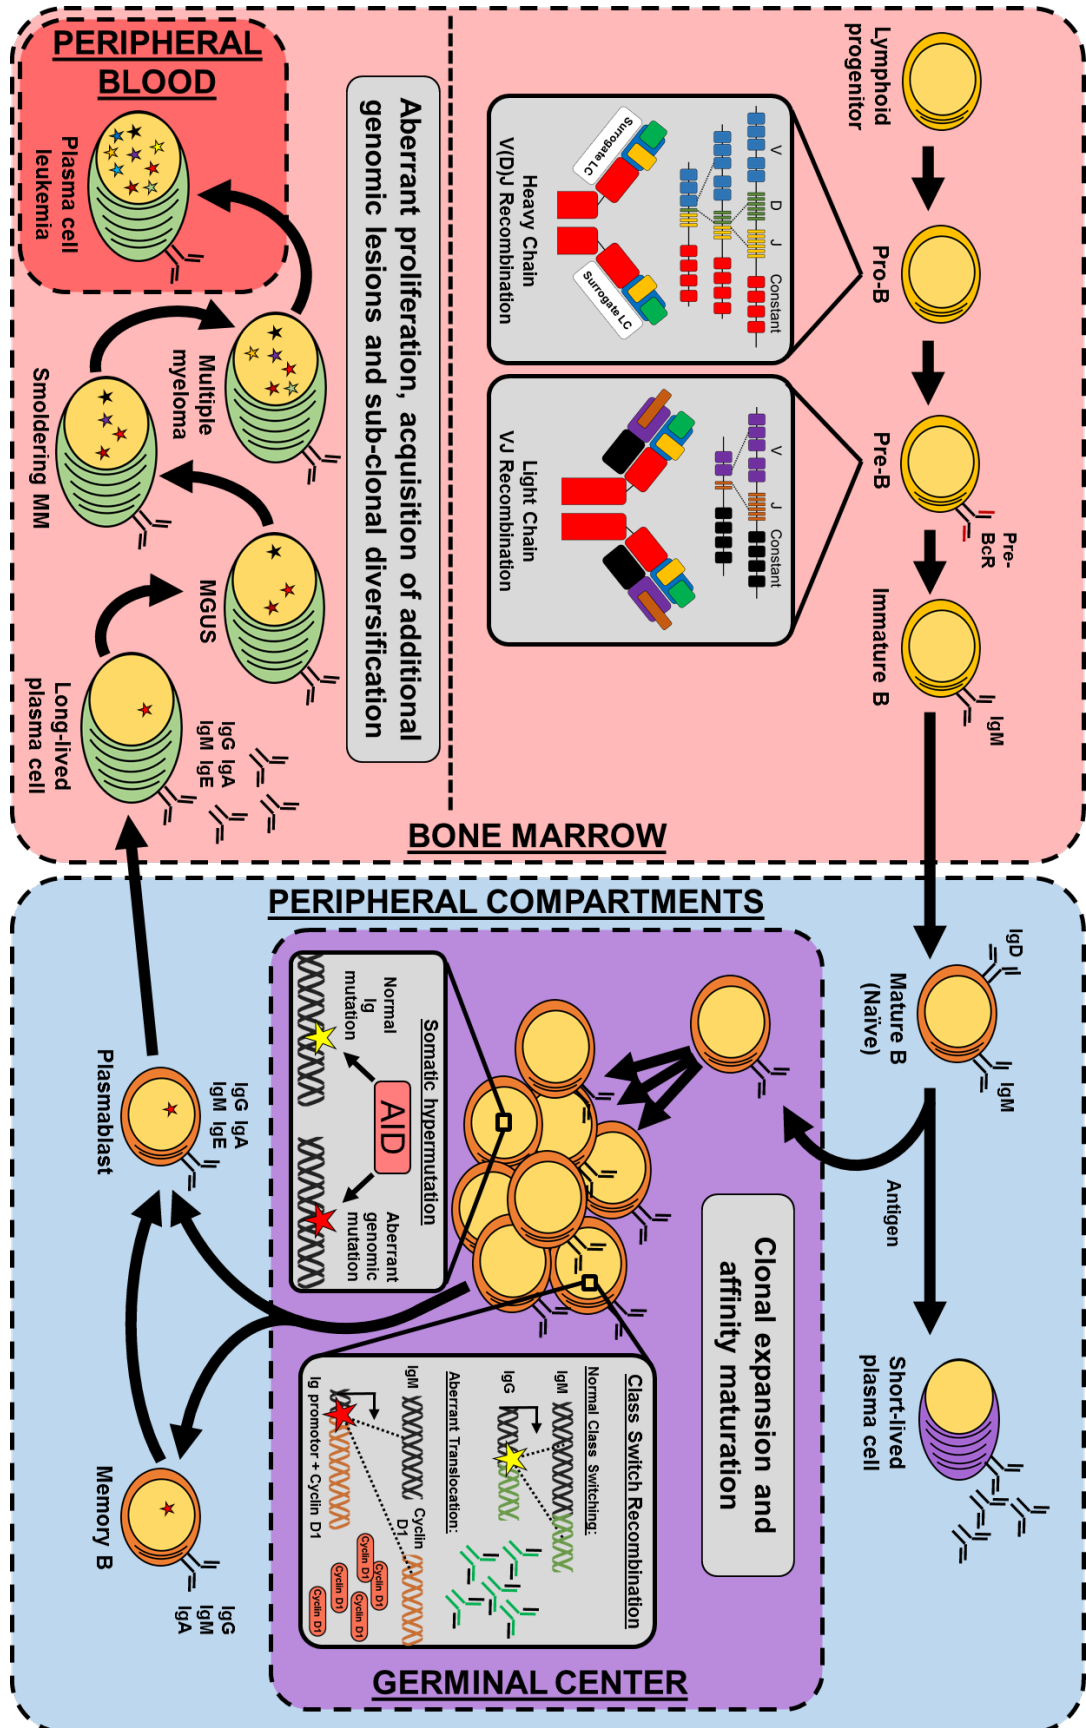 Lymphoid
progenitor
Pro-B
Pre-B
Pre-
BcR
Immature B
IgM
V
D
J
Constant
Surrogate LC
Surrogate LC
Heavy Chain
V(D)J Recombination
V
J
Constant
Light Chain
VJ Recombination
BONE MARROW
Aberrant proliferation, acquisition of additional
genomic lesions and sub-clonal diversification
PERIPHERAL
BLOOD
Plasma cell
leukemia
Multiple
myeloma
Smoldering MM
MGUS
Long-lived
plasma cell
IgG IgA
IgM IgE
PERIPHERAL COMPARTMENTS
IgD
Mature B
(Naïve)
IgM
Antigen
Short-lived
plasma cell
Clonal expansion and
affinity maturation
Somatic hypermutation
Normal
Ig
mutation
AID
Aberrant
genomic
mutation
Class Switch Recombination
Normal Class Switching:
IgM
IgG
Aberrant Translocation:
IgM
Cyclin
D1
Ig promotor + Cyclin D1
Cyclin D1
Cyclin D1
Cyclin D1
Cyclin D1
Cyclin D1
GERMINAL CENTER
IgG IgA
IgM IgE
Plasmablast
Memory B
IgG
IgM
IgA